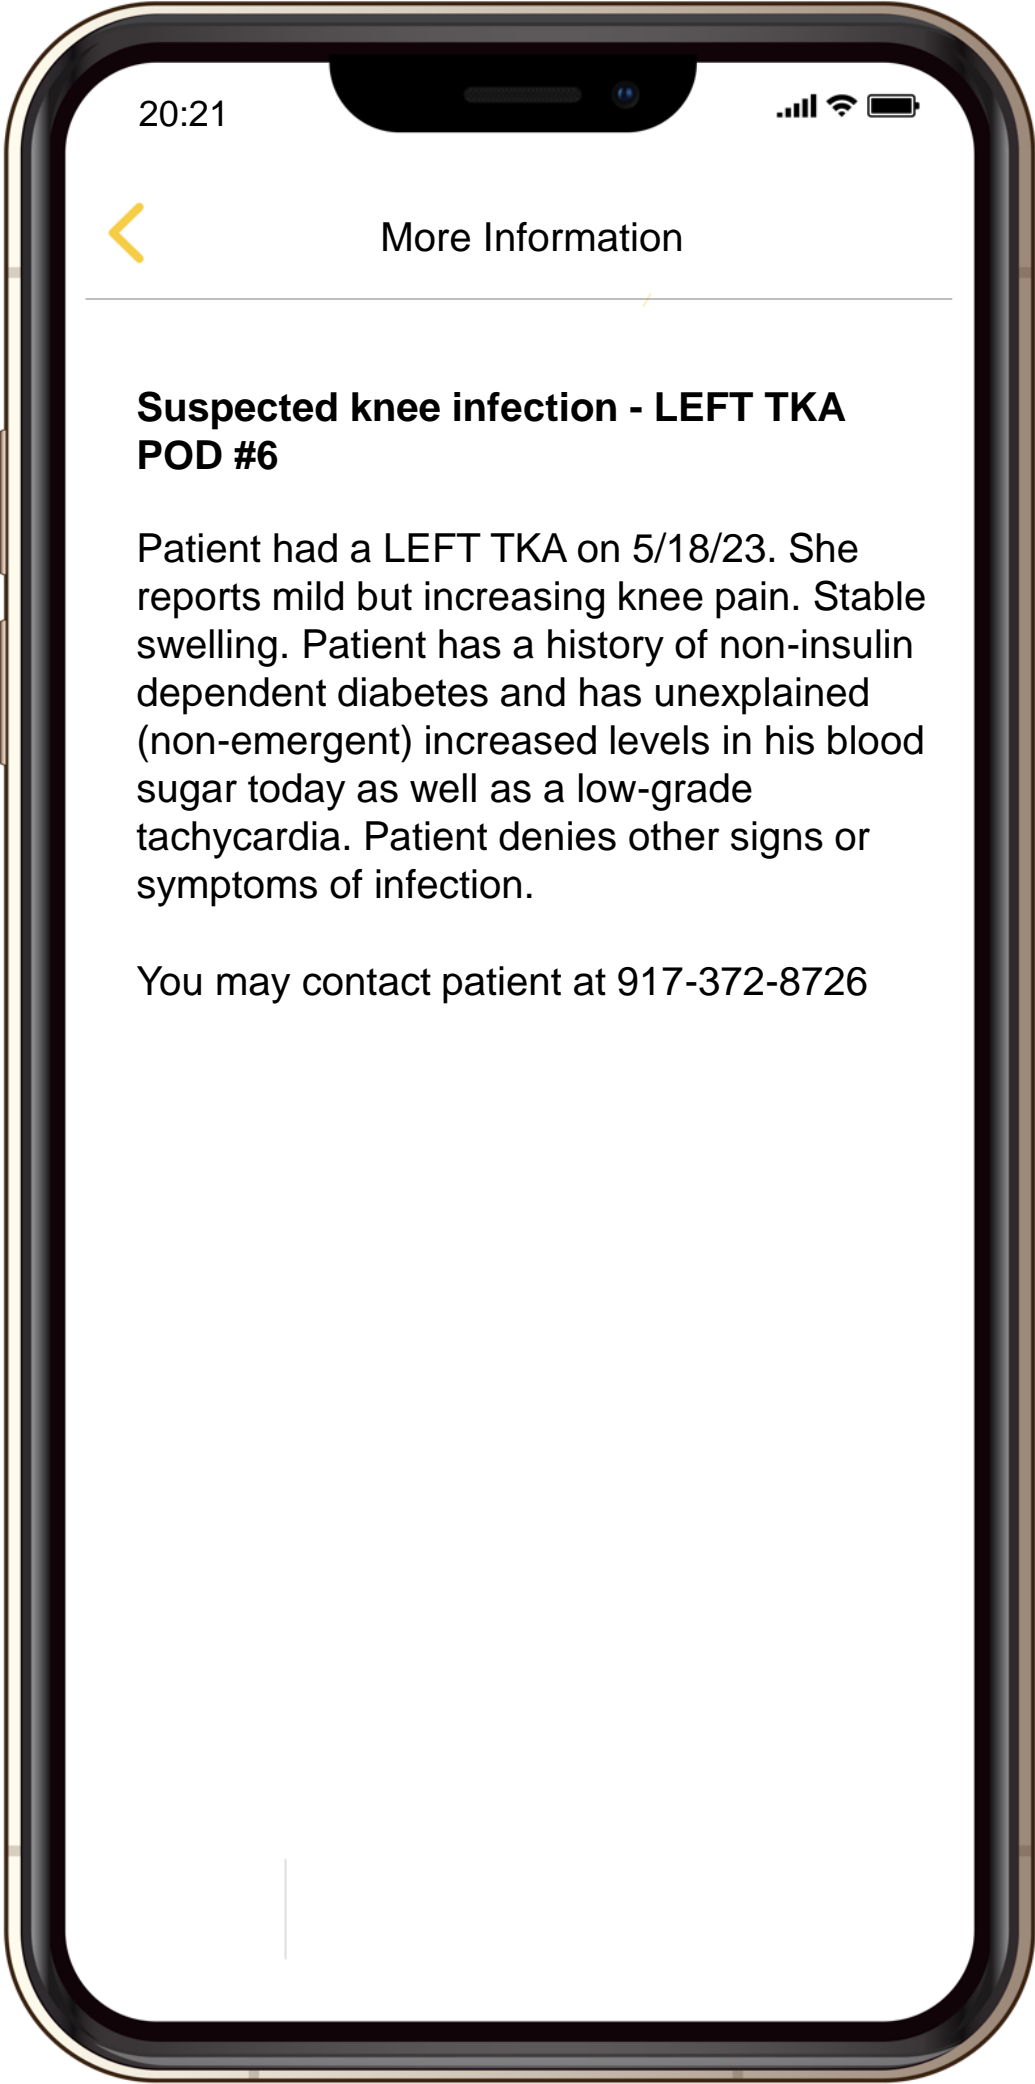 20:21
More Information
Suspected knee infection - LEFT TKA
POD #6
Patient had a LEFT TKA on 5/18/23. She
reports mild but increasing knee pain. Stable
swelling. Patient has a history of non-insulin
dependent diabetes and has unexplained
(non-emergent) increased levels in his blood
sugar today as well as a low-grade
tachycardia. Patient denies other signs or
symptoms of infection.
You may contact patient at 917-372-8726